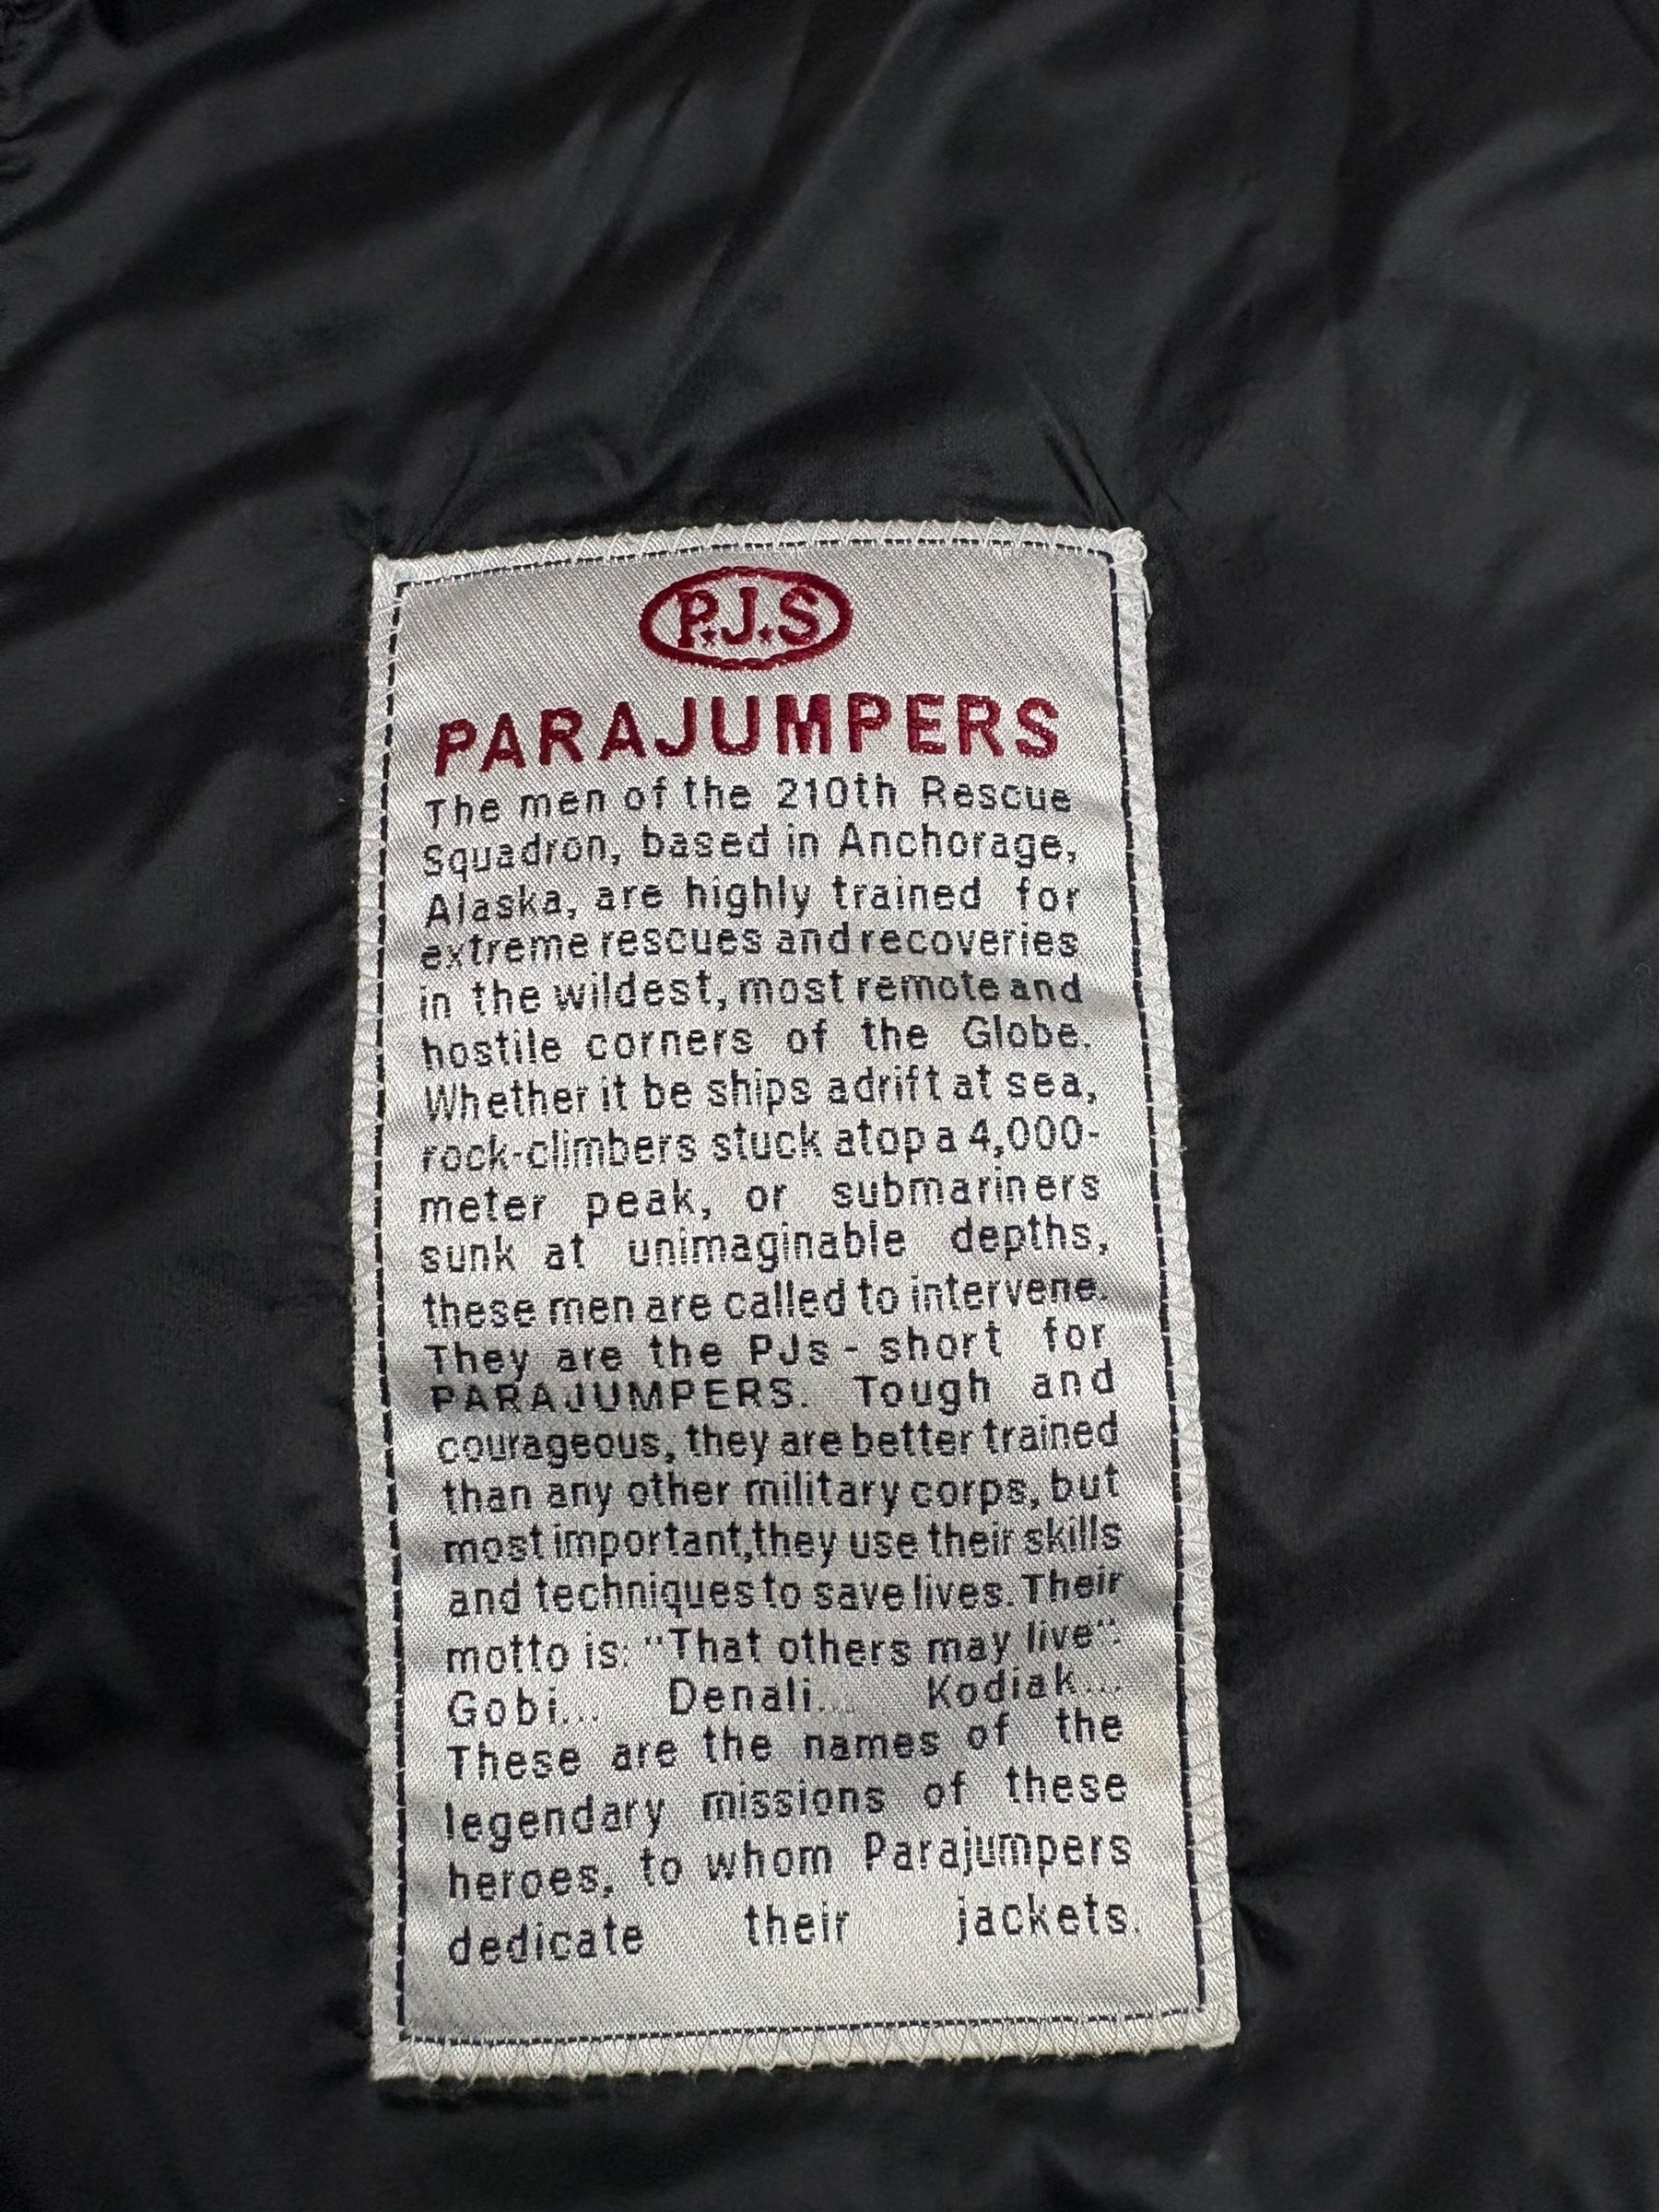 P.J.S
PARAJUMPERS
The men of the 210th Rescue
Squadron, based in Anchorage,
Alaska, are highly trained for
extreme rescues and recoveries
in the wildest, most remote and
hostile corners of the Globe.
Whether it be ships adrift at sea,
rock-climbers stuck atop a 4,000-
meter peak, or submariners
sunk at unimaginable depths,
these men are called to intervene.
They are the PJs - short for
PARAJUMPERS. Tough and
courageous, they are better trained
than any other military corps, but
most important,they use their skills
and techniques to save lives. Their
motto is: "That others may live".
Gobi... Denali... Kodiak...
These are the names of the
legendary missions of these
heroes, to whom Parajumpers
dedicate their jackets.